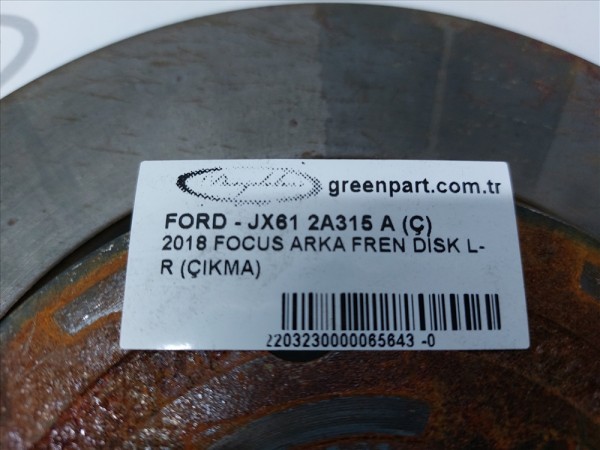 greenpart.com.tr
FORD - JX61 2A315 A (Ç)
2018 FOCUS ARKA FREN DİSK L-
R (ÇIKMA)
2203230000065643 -0